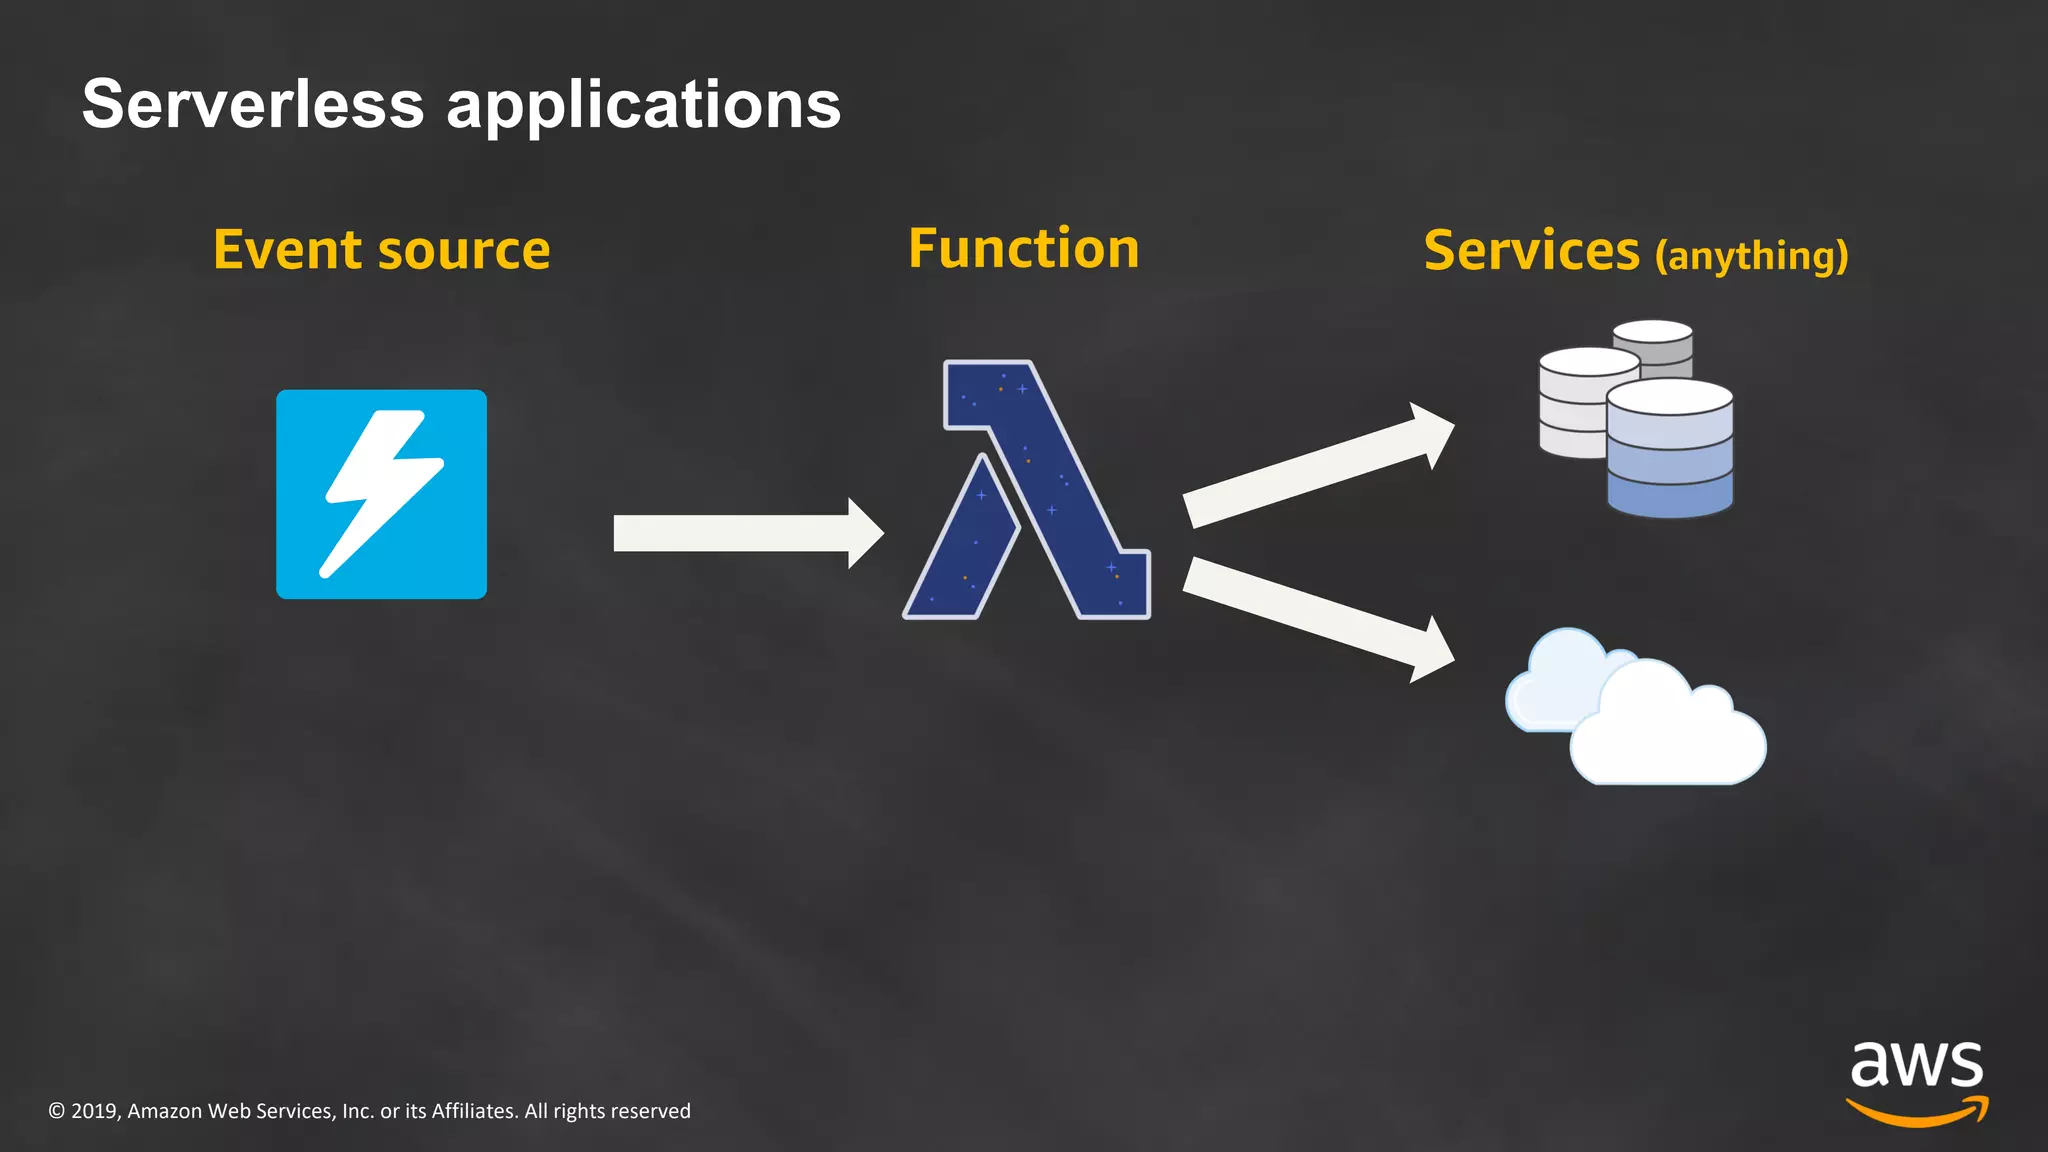 Serverless applications
Event source
Function
Services (anything)
aws
© 2019, Amazon Web Services, Inc. or its Affiliates. All rights reserved